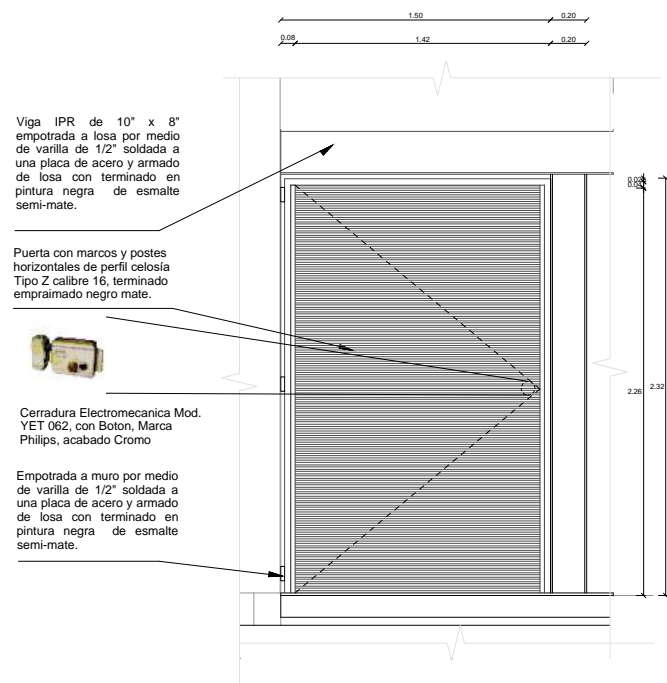 1.50
0.20
0.08
1.42
0.20
Viga IPR de 10" x 8"
empotrada a losa por medio
de varilla de 1/2" soldada a
una placa de acero y armado
de losa con terminado en
pintura negra de esmalte
semi-mate.
Puerta con marcos y postes
horizontales de perfil celosía
Tipo Z calibre 16, terminado
empraimado negro mate.
Cerradura Electromecanica Mod.
YET 062, con Boton, Marca
Philips, acabado Cromo
Empotrada a muro por medio
de varilla de 1/2" soldada a
una placa de acero y armado
de losa con terminado en
pintura negra de esmalte
semi-mate.
2.26
2.32